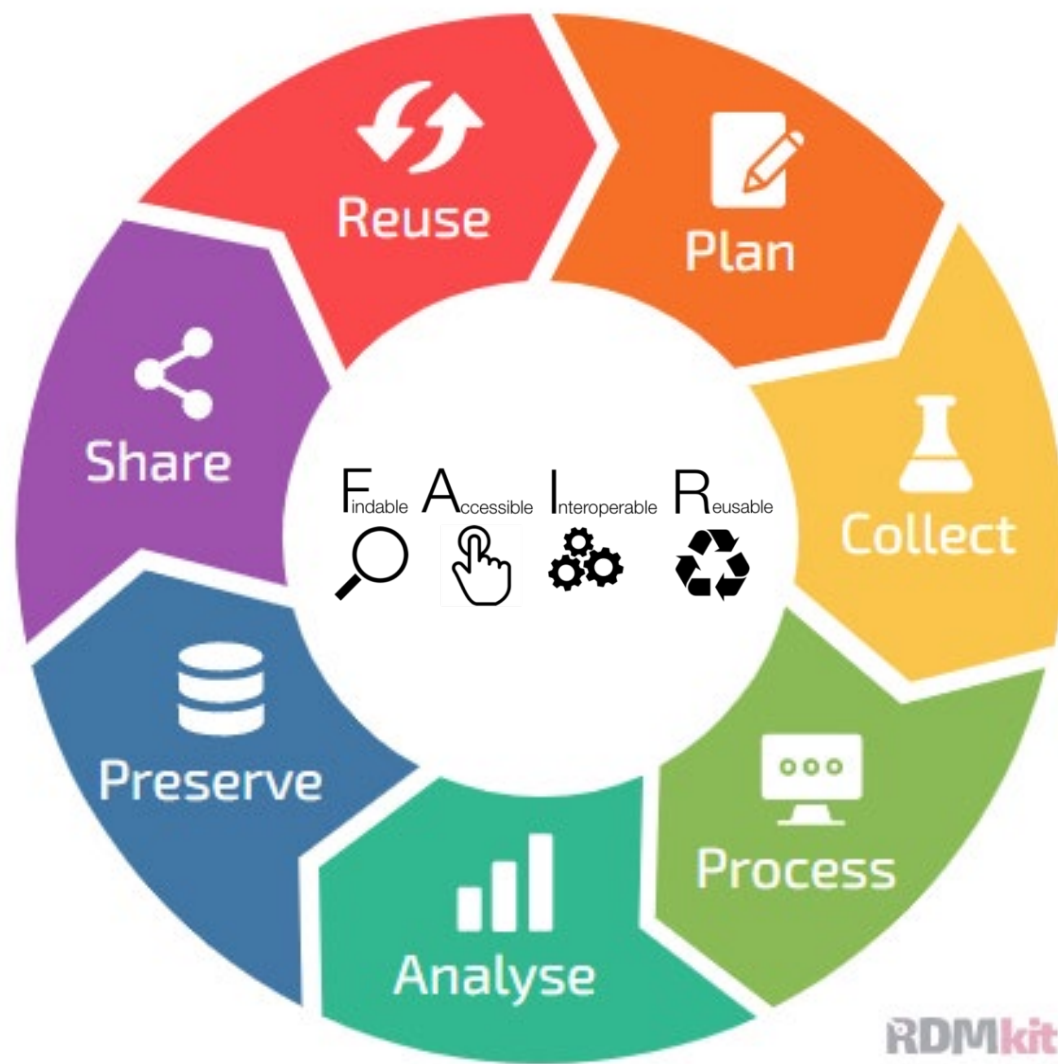 Reuse
Plan
Share
Collect
Findable Accessible Interoperable Reusable
Preserve
Process
Analyse
RDMkit